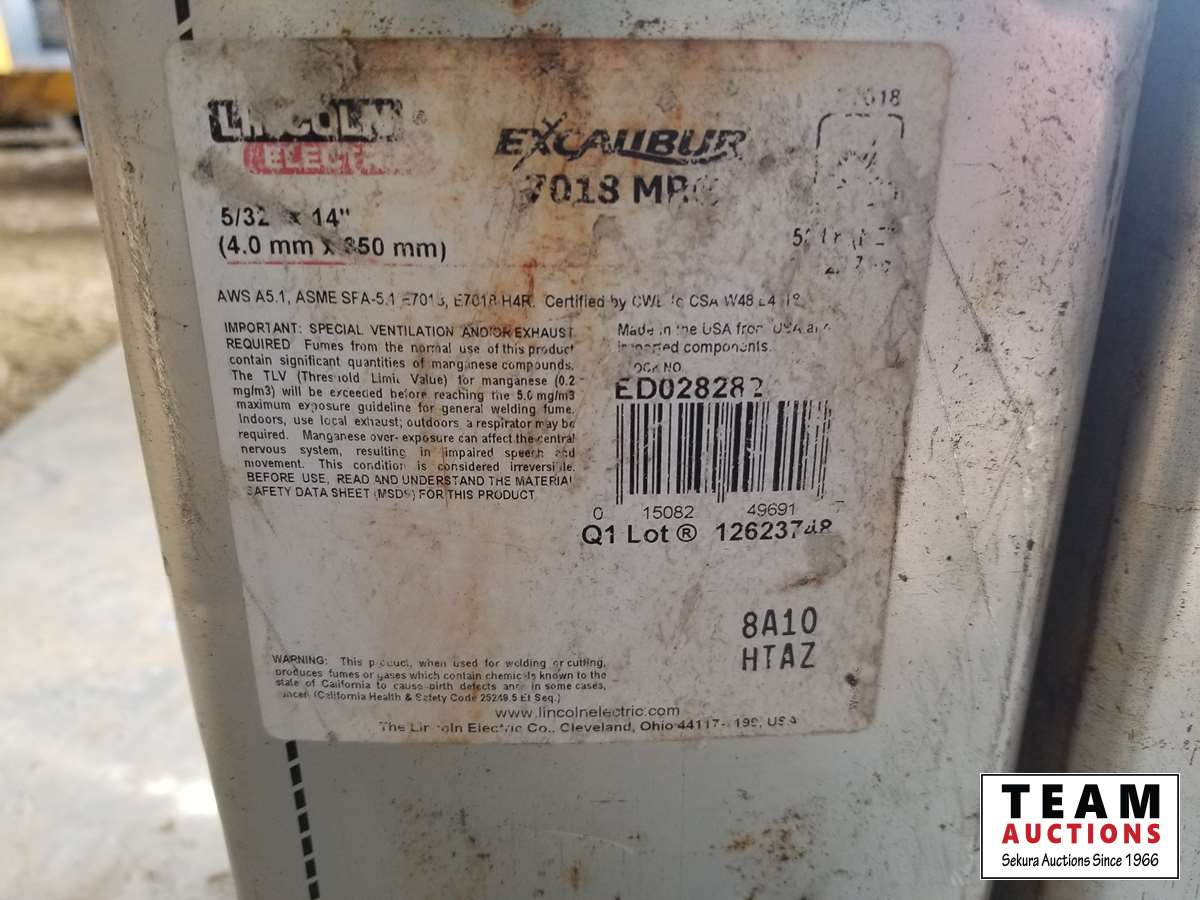 LINCOLN
ELECTRIC
EXCALIBUR
7018
5/32 x 14"
(4.0 mm x 350 mm)
AWS A5.1, ASME SFA-5.1 E7018, E7018 H4R. Certified by CWB to CSA W48
IMPORTANT: SPECIAL VENTILATION AND/OR EXHAUST
REQUIRED Fumes from the normal use of this product
contain significant quantities of manganese compounds.
The TLV (Threshold Limit Value) for manganese (0.2
mg/m3) will be exceeded before reaching the 5.0 mg/m3
maximum exposure guideline for general welding fume.
Indoors, use local exhaust; outdoors a respirator may be
required. Manganese over-exposure can affect the central
nervous system, resulting in impaired speech and
movement. This condition is considered irreversible.
BEFORE USE, READ AND UNDERSTAND THE MATERIAL
SAFETY DATA SHEET (MSDS) FOR THIS PRODUCT
Made in the USA from USA and
imported components.
STOCK NO.
ED028282
0 15082 49691 7
Q1 Lot ® 12623748
8A10
HTAZ
WARNING: This product, when used for welding or cutting,
produces fumes or gases which contain chemicals known to the
state of California to cause birth defects and in some cases,
cancer. (California Health & Safety Code 25249.5 Et Seq.)
www.lincolnelectric.com
The Lincoln Electric Co., Cleveland, Ohio 44117-1199, USA
TEAM
AUCTIONS
Sekura Auctions Since 1966